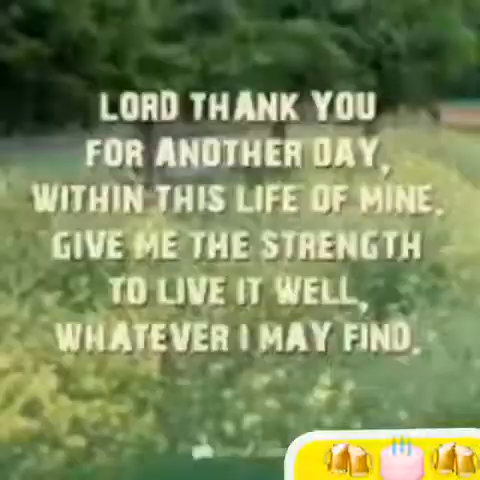 LORD THANK YOU
FOR ANOTHER DAY,
WITHIN THIS LIFE OF MINE.
GIVE ME THE STRENGTH
TO LIVE IT WELL,
WHATEVER I MAY FIND.